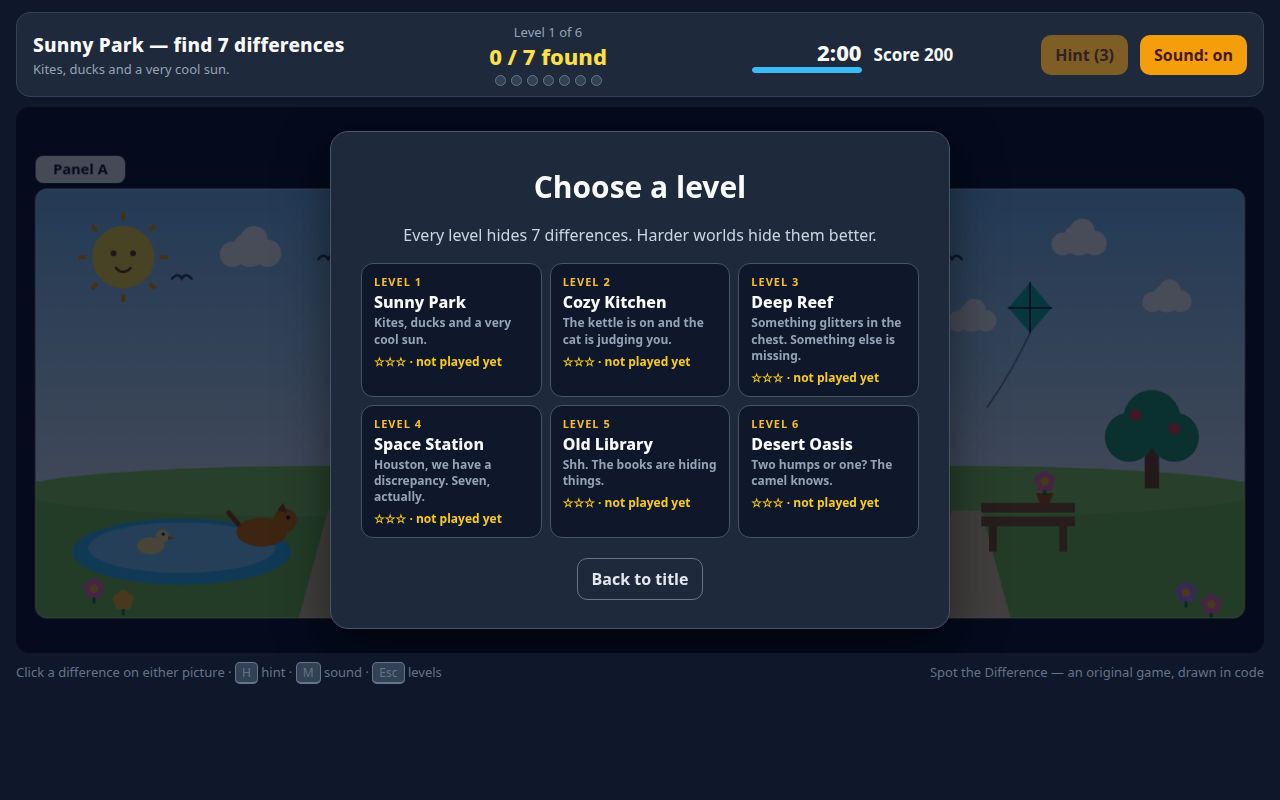 Sunny Park — find 7 differences
Kites, ducks and a very cool sun.
Level 1 of 6
0 / 7 found
2:00
Score 200
Hint (3)
Sound: on
Panel A
Choose a level
Every level hides 7 differences. Harder worlds hide them better.
LEVEL 1
Sunny Park
Kites, ducks and a very
cool sun.
☆☆☆ · not played yet
LEVEL 2
Cozy Kitchen
The kettle is on and the
cat is judging you.
☆☆☆ · not played yet
LEVEL 3
Deep Reef
Something glitters in the
chest. Something else is
missing.
☆☆☆ · not played yet
LEVEL 4
Space Station
Houston, we have a
discrepancy. Seven,
actually.
☆☆☆ · not played yet
LEVEL 5
Old Library
Shh. The books are hiding
things.
☆☆☆ · not played yet
LEVEL 6
Desert Oasis
Two humps or one? The
camel knows.
☆☆☆ · not played yet
Back to title
Click a difference on either picture · H hint · M sound · Esc levels
Spot the Difference — an original game, drawn in code